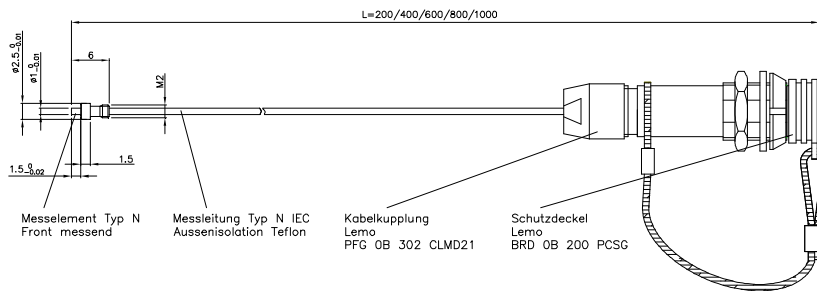 L=200/400/600/800/1000
ø2.5 0 -0.01
ø1 0 -0.01
6
M2
1.5
1.5 0 -0.02
Messelement Typ N
Front messend
Messleitung Typ N IEC
Aussenisolation Teflon
Kabelkupplung
Lemo
PFG 0B 302 CLMD21
Schutzdeckel
Lemo
BRD 0B 200 PCSG